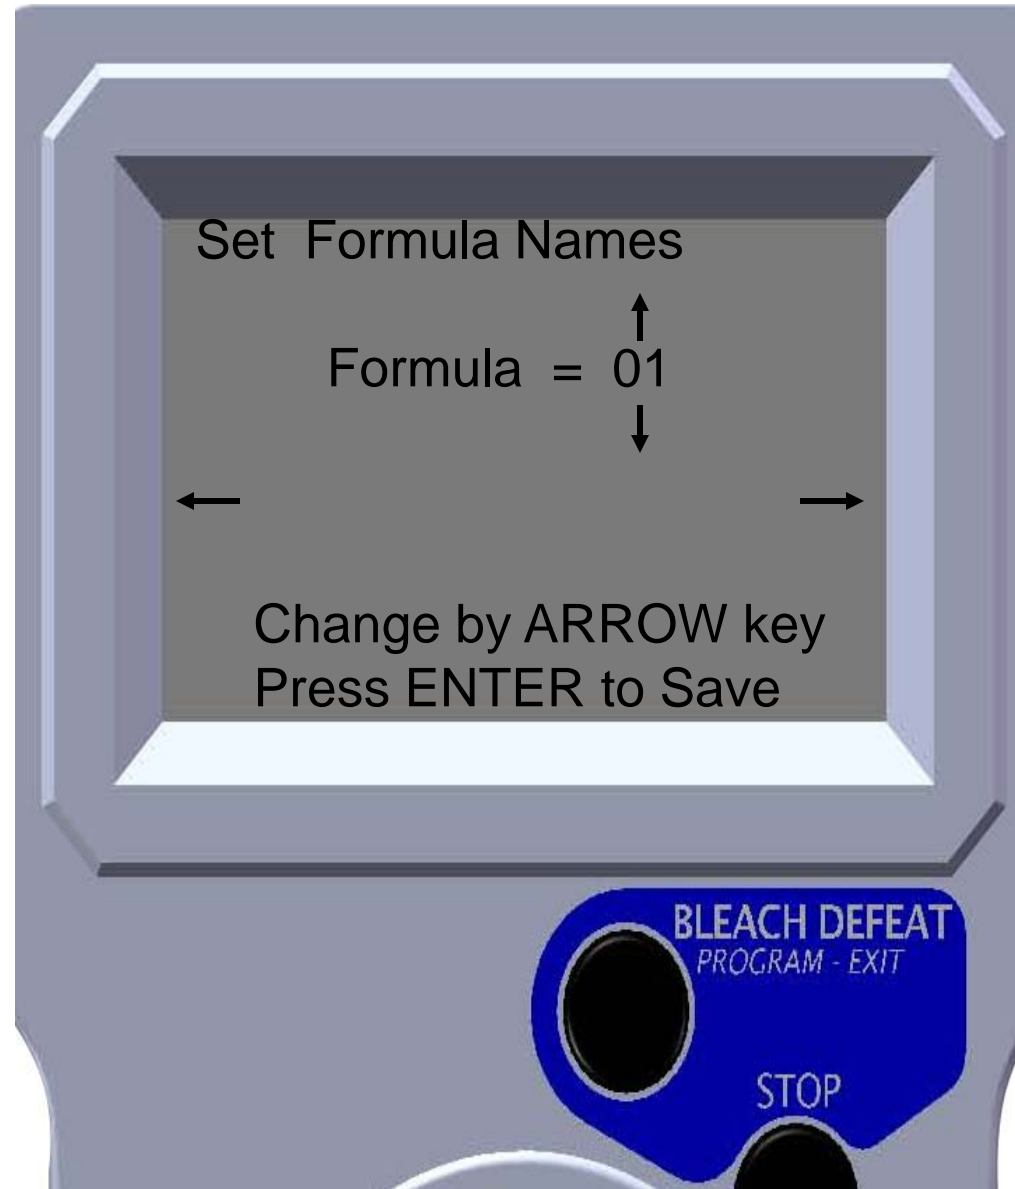 Set Formula Names
Formula = 01
Change by ARROW key
Press ENTER to Save
BLEACH DEFEAT
PROGRAM - EXIT
STOP